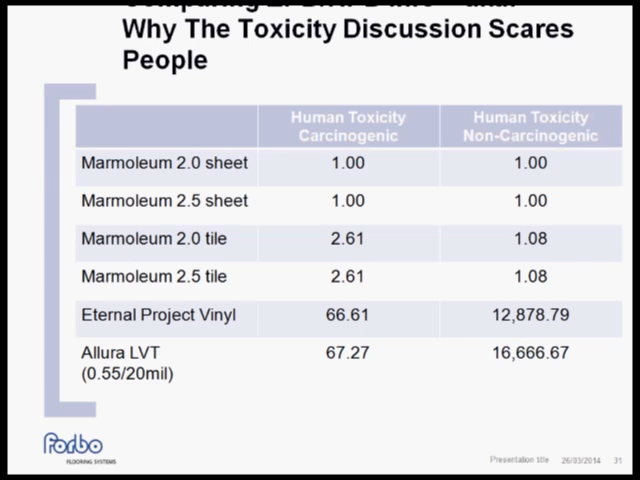 Why The Toxicity Discussion Scares
People
Human Toxicity Carcinogenic | Human Toxicity Non-Carcinogenic
Marmoleum 2.0 sheet 1.00 1.00
Marmoleum 2.5 sheet 1.00 1.00
Marmoleum 2.0 tile 2.61 1.08
Marmoleum 2.5 tile 2.61 1.08
Eternal Project Vinyl 66.61 12,878.79
Allura LVT 67.27 16,666.67
(0.55/20mil)
Forbo
FLOORING SYSTEMS
Presentation title 26/03/2014 31